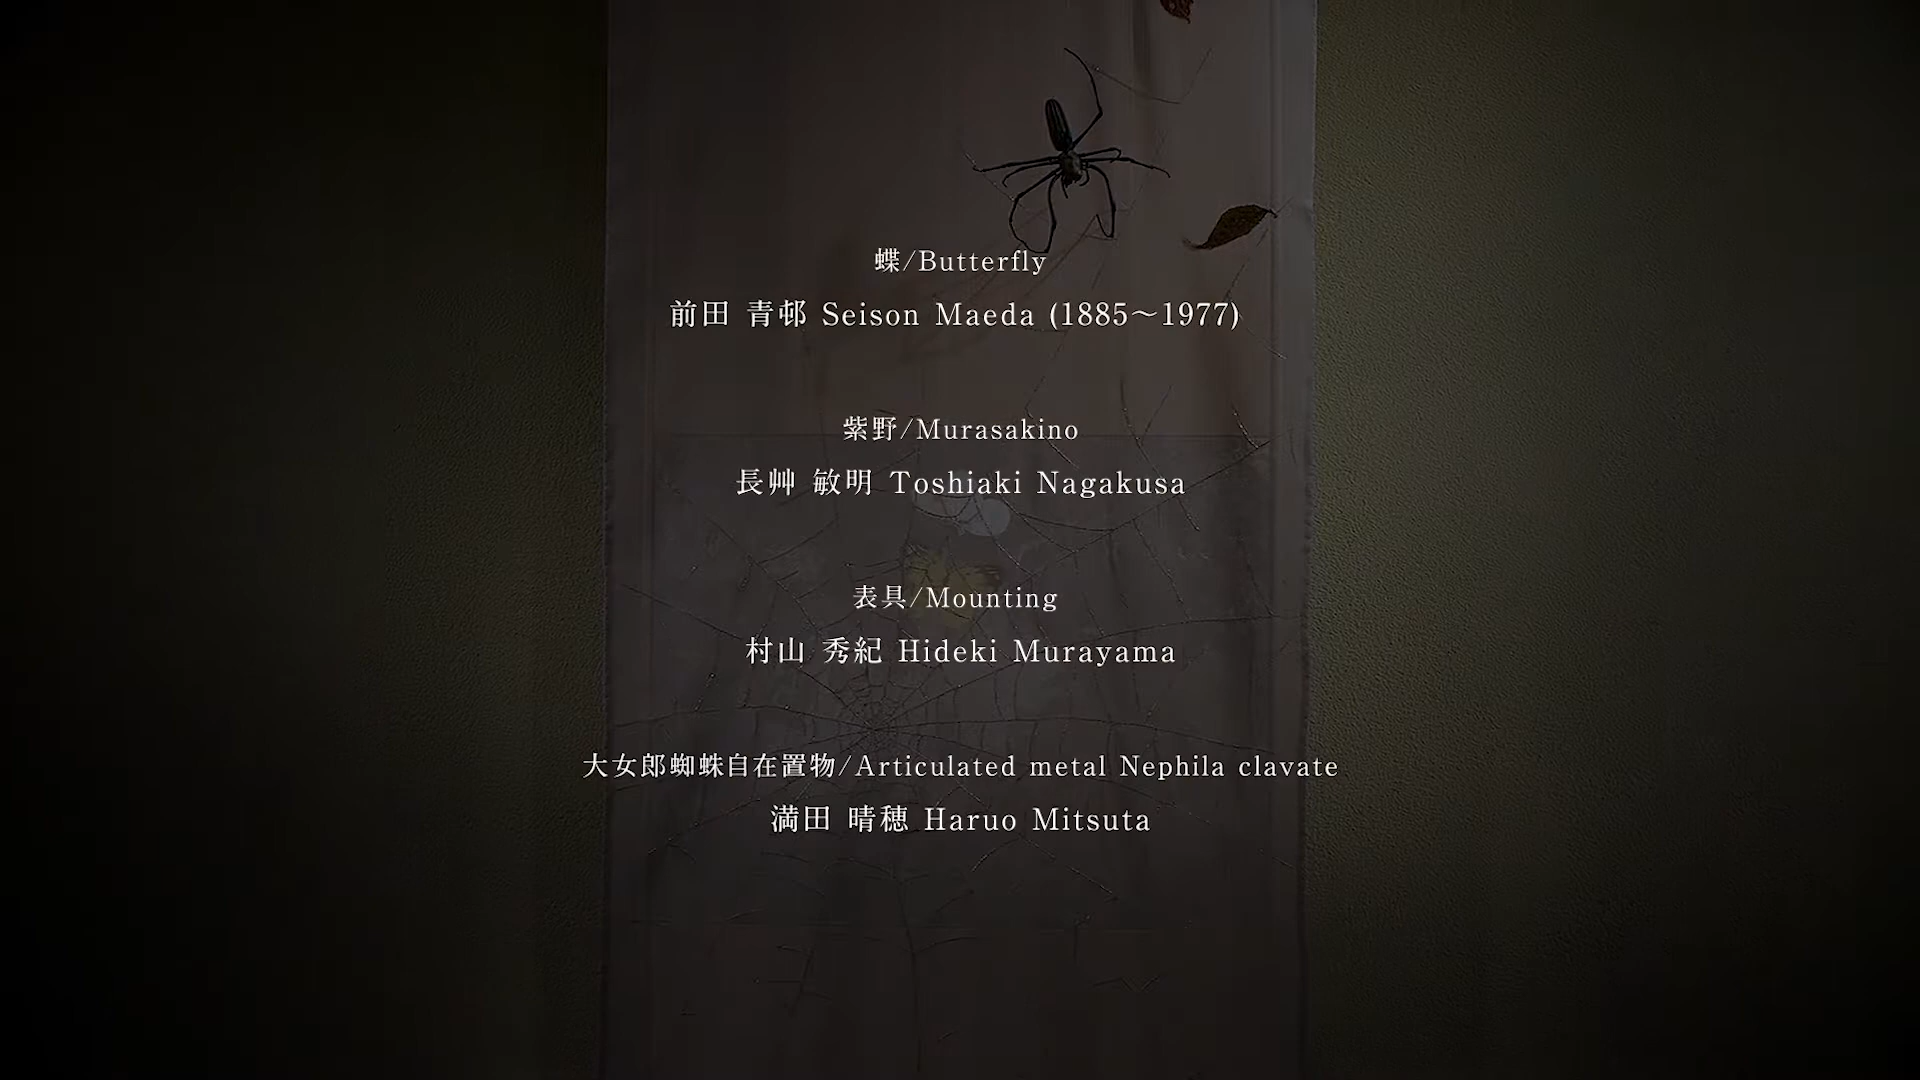 蝶/Butterfly
前田 青邨 Seison Maeda (1885〜1977)
紫野/Murasakino
長艸 敏明 Toshiaki Nagakusa
表具/Mounting
村山 秀紀 Hideki Murayama
大女郎蜘蛛自在置物/Articulated metal Nephila clavate
満田 晴穂 Haruo Mitsuta